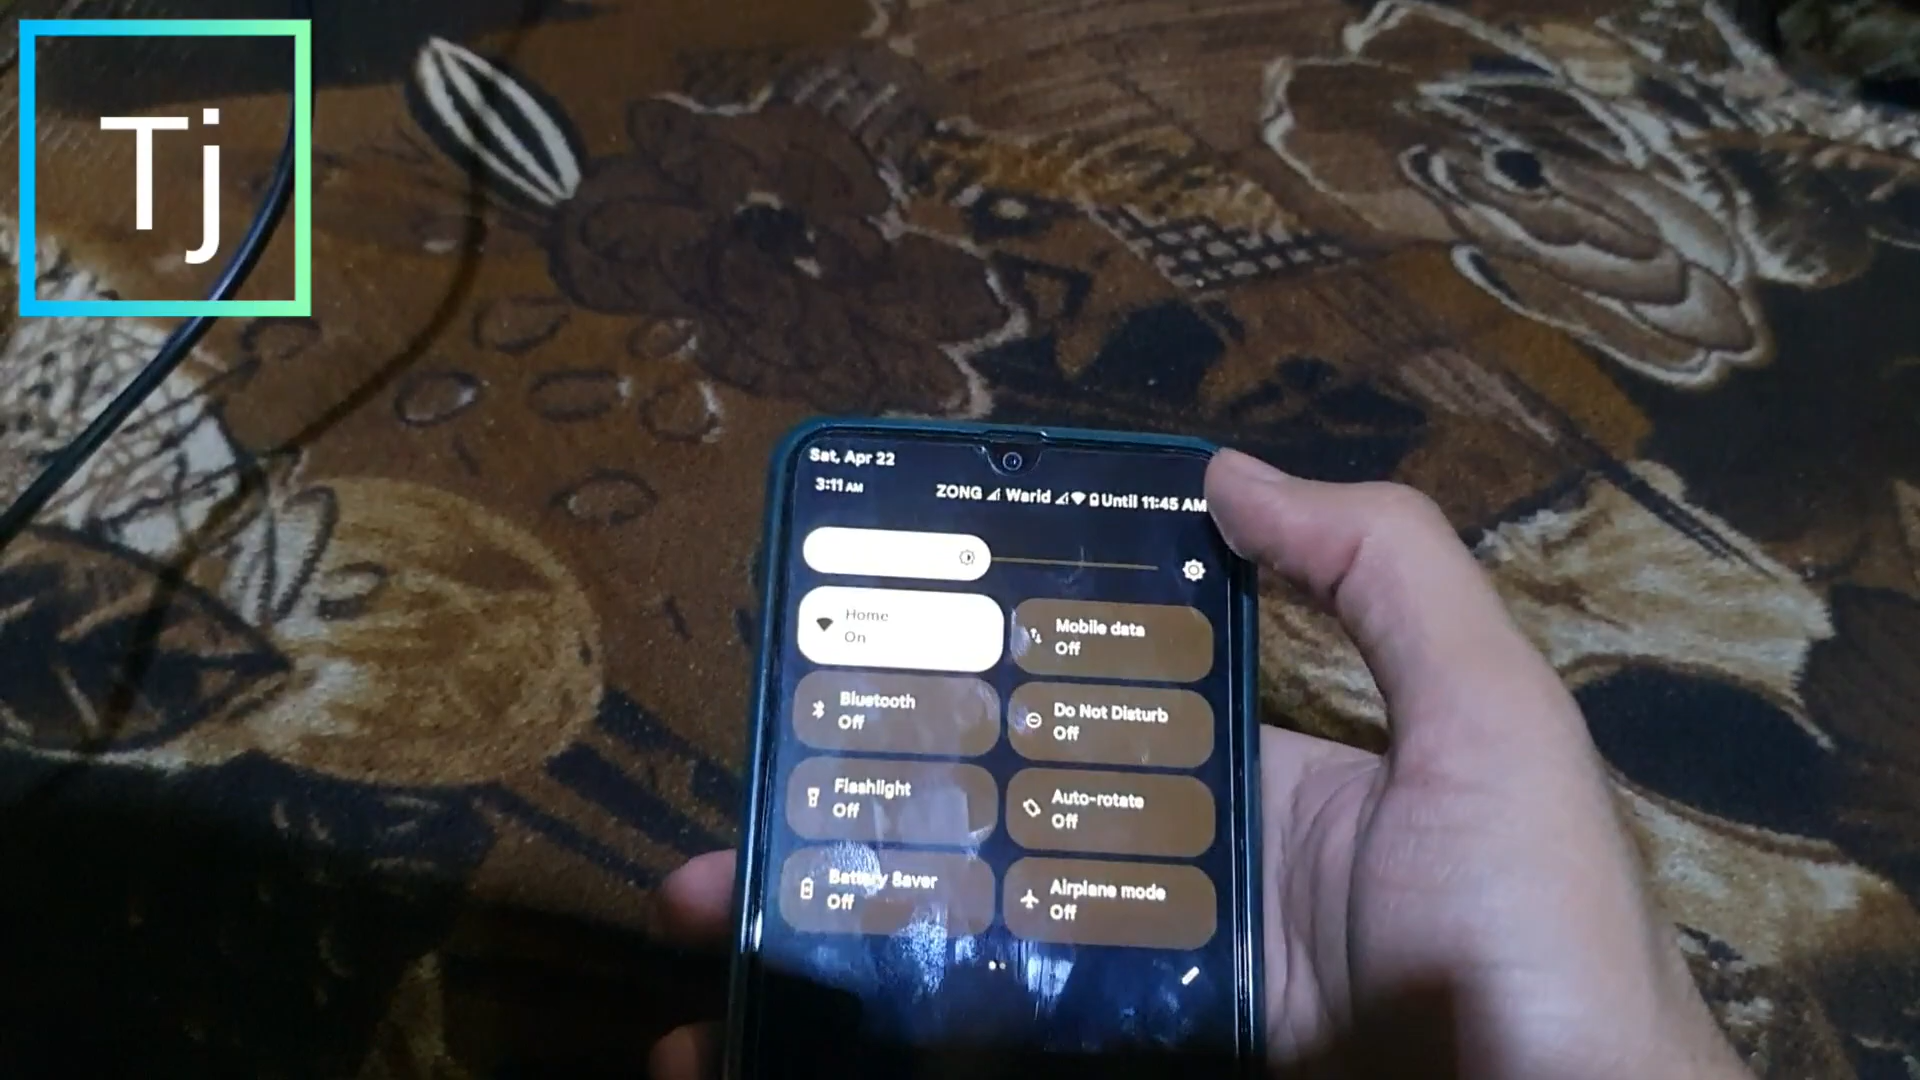 Tj
Sat, Apr 22
3:11 AM
ZONG Warid Until 11:45 AM
Home
On
Mobile data
Off
Bluetooth
Off
Do Not Disturb
Off
Flashlight
Off
Auto-rotate
Off
Battery Saver
Off
Airplane mode
Off